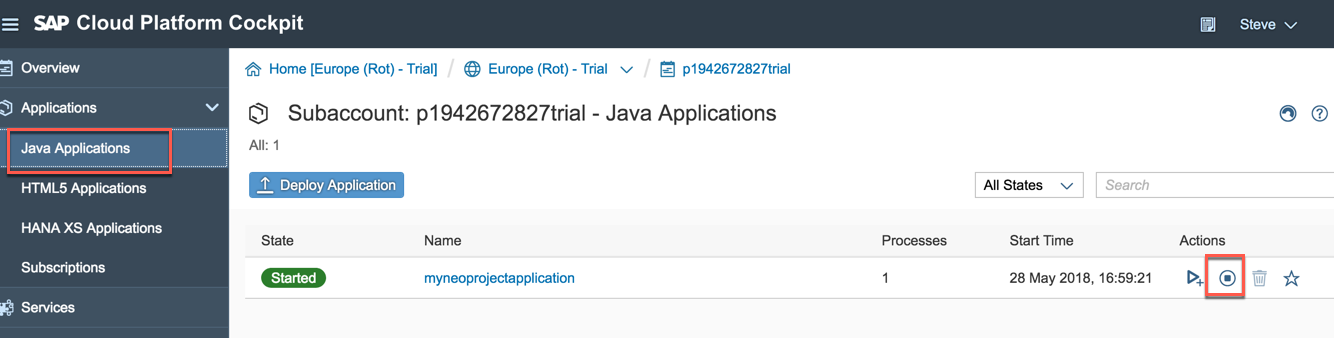 SAP Cloud Platform Cockpit
Steve
Overview
Applications
Java Applications
HTML5 Applications
HANA XS Applications
Subscriptions
Services
Home [Europe (Rot) - Trial] / Europe (Rot) - Trial / p1942672827trial
Subaccount: p1942672827trial - Java Applications
All: 1
Deploy Application
All States
Search
State Name Processes Start Time Actions
Started myneoprojectapplication 1 28 May 2018, 16:59:21